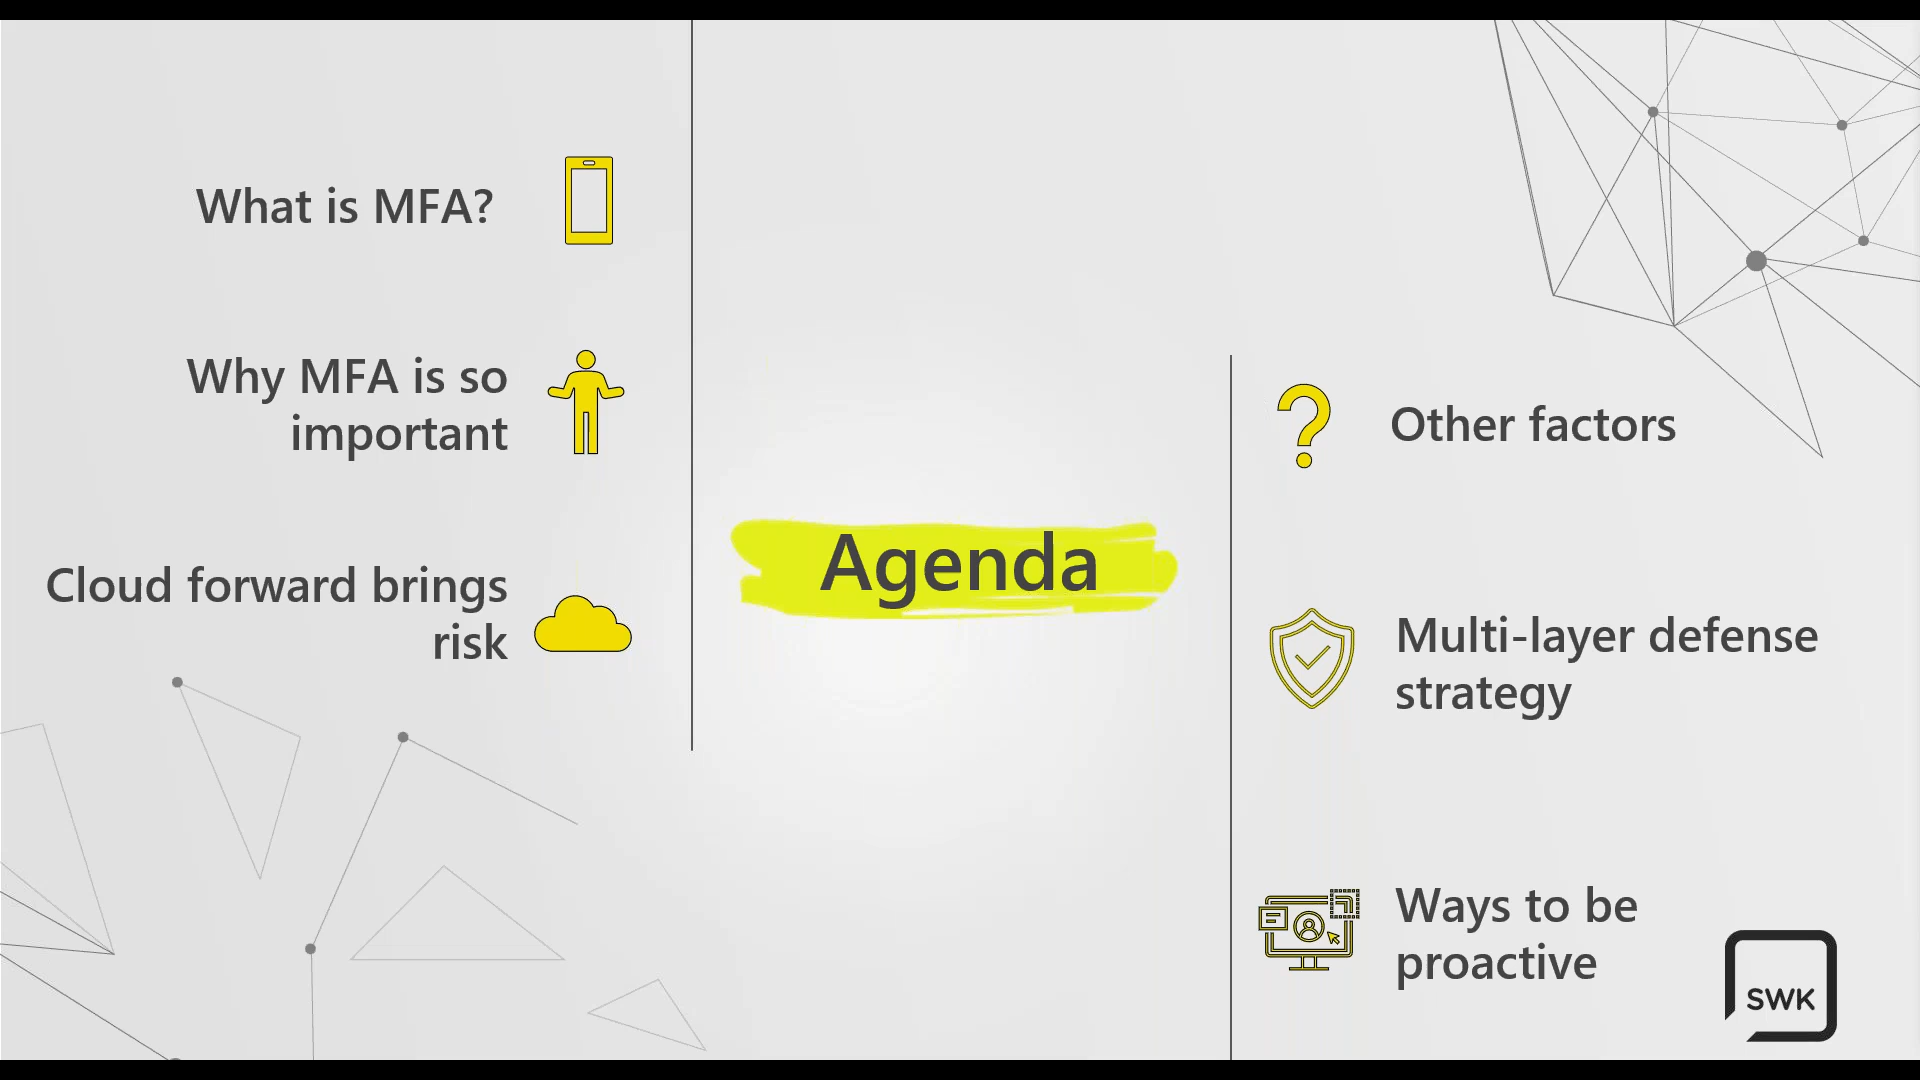 What is MFA?
Why MFA is so
important
Cloud forward brings
risk
Agenda
Other factors
Multi-layer defense
strategy
Ways to be
proactive
SWK